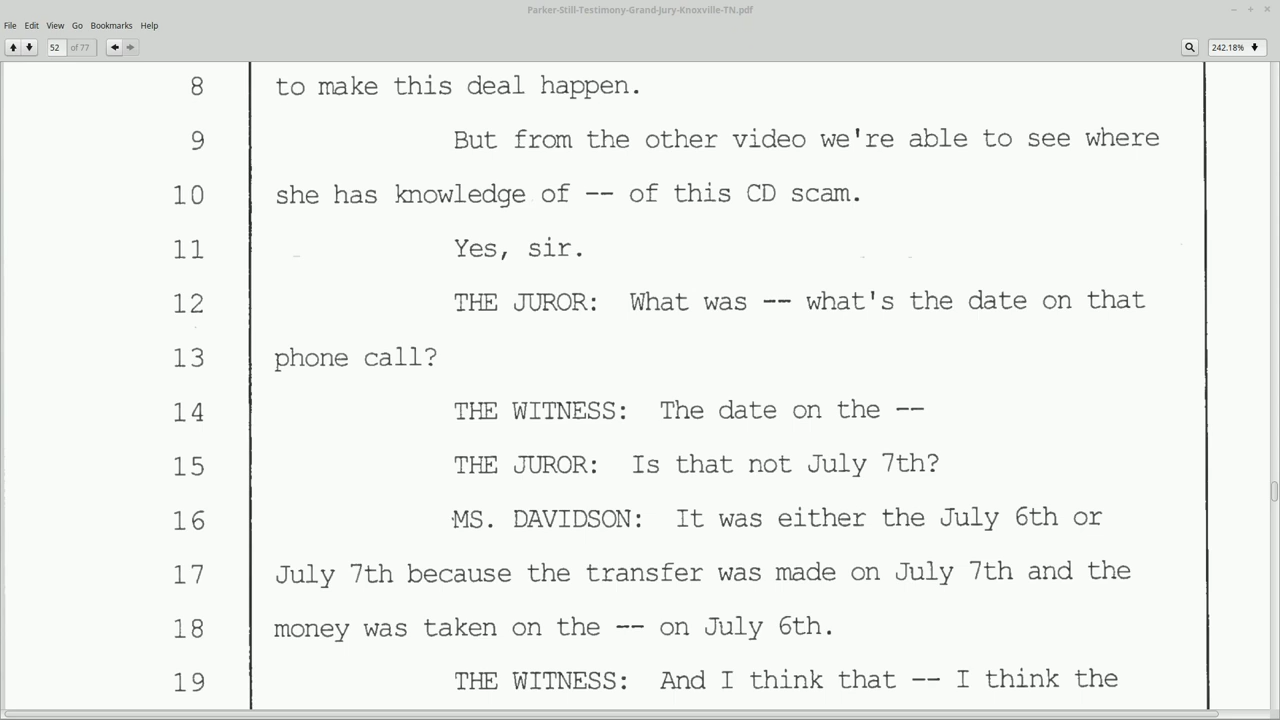 Parker-Still-Testimony-Grand-Jury-Knoxville-TN.pdf
File Edit View Go Bookmarks Help
52 of 77
242.18%
8 to make this deal happen.
9 But from the other video we're able to see where
10 she has knowledge of -- of this CD scam.
11 Yes, sir.
12 THE JUROR: What was -- what's the date on that
13 phone call?
14 THE WITNESS: The date on the --
15 THE JUROR: Is that not July 7th?
16 MS. DAVIDSON: It was either the July 6th or
17 July 7th because the transfer was made on July 7th and the
18 money was taken on the -- on July 6th.
19 THE WITNESS: And I think that -- I think the